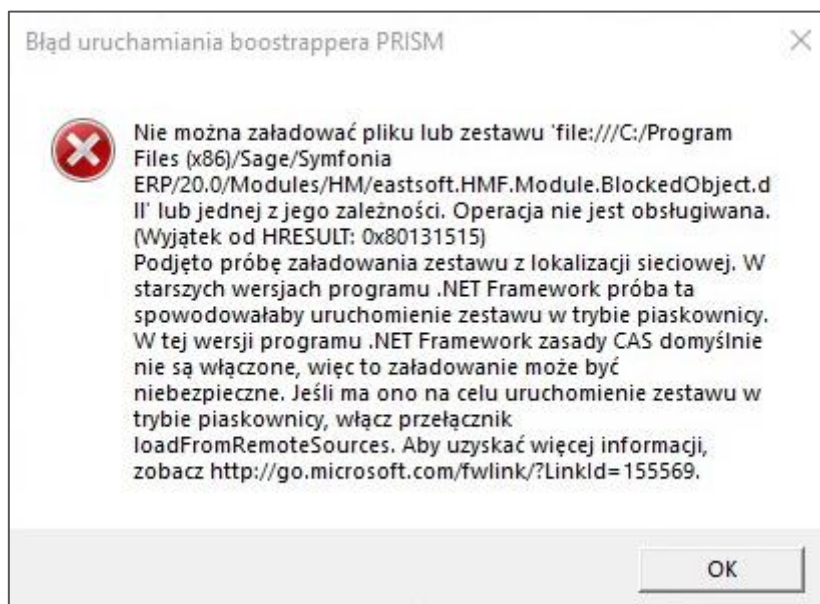 Błąd uruchamiania boostrappera PRISM
Nie można załadować pliku lub zestawu 'file:///C:/Program
Files (x86)/Sage/Symfonia
ERP/20.0/Modules/HM/eastsoft.HMF.Module.BlockedObject.d
ll' lub jednej z jego zależności. Operacja nie jest obsługiwana.
(Wyjątek od HRESULT: 0x80131515)
Podjęto próbę załadowania zestawu z lokalizacji sieciowej. W
starszych wersjach programu .NET Framework próba ta
spowodowałaby uruchomienie zestawu w trybie piaskownicy.
W tej wersji programu .NET Framework zasady CAS domyślnie
nie są włączone, więc to załadowanie może być
niebezpieczne. Jeśli ma ono na celu uruchomienie zestawu w
trybie piaskownicy, włącz przełącznik
loadFromRemoteSources. Aby uzyskać więcej informacji,
zobacz http://go.microsoft.com/fwlink/?LinkId=155569.
OK